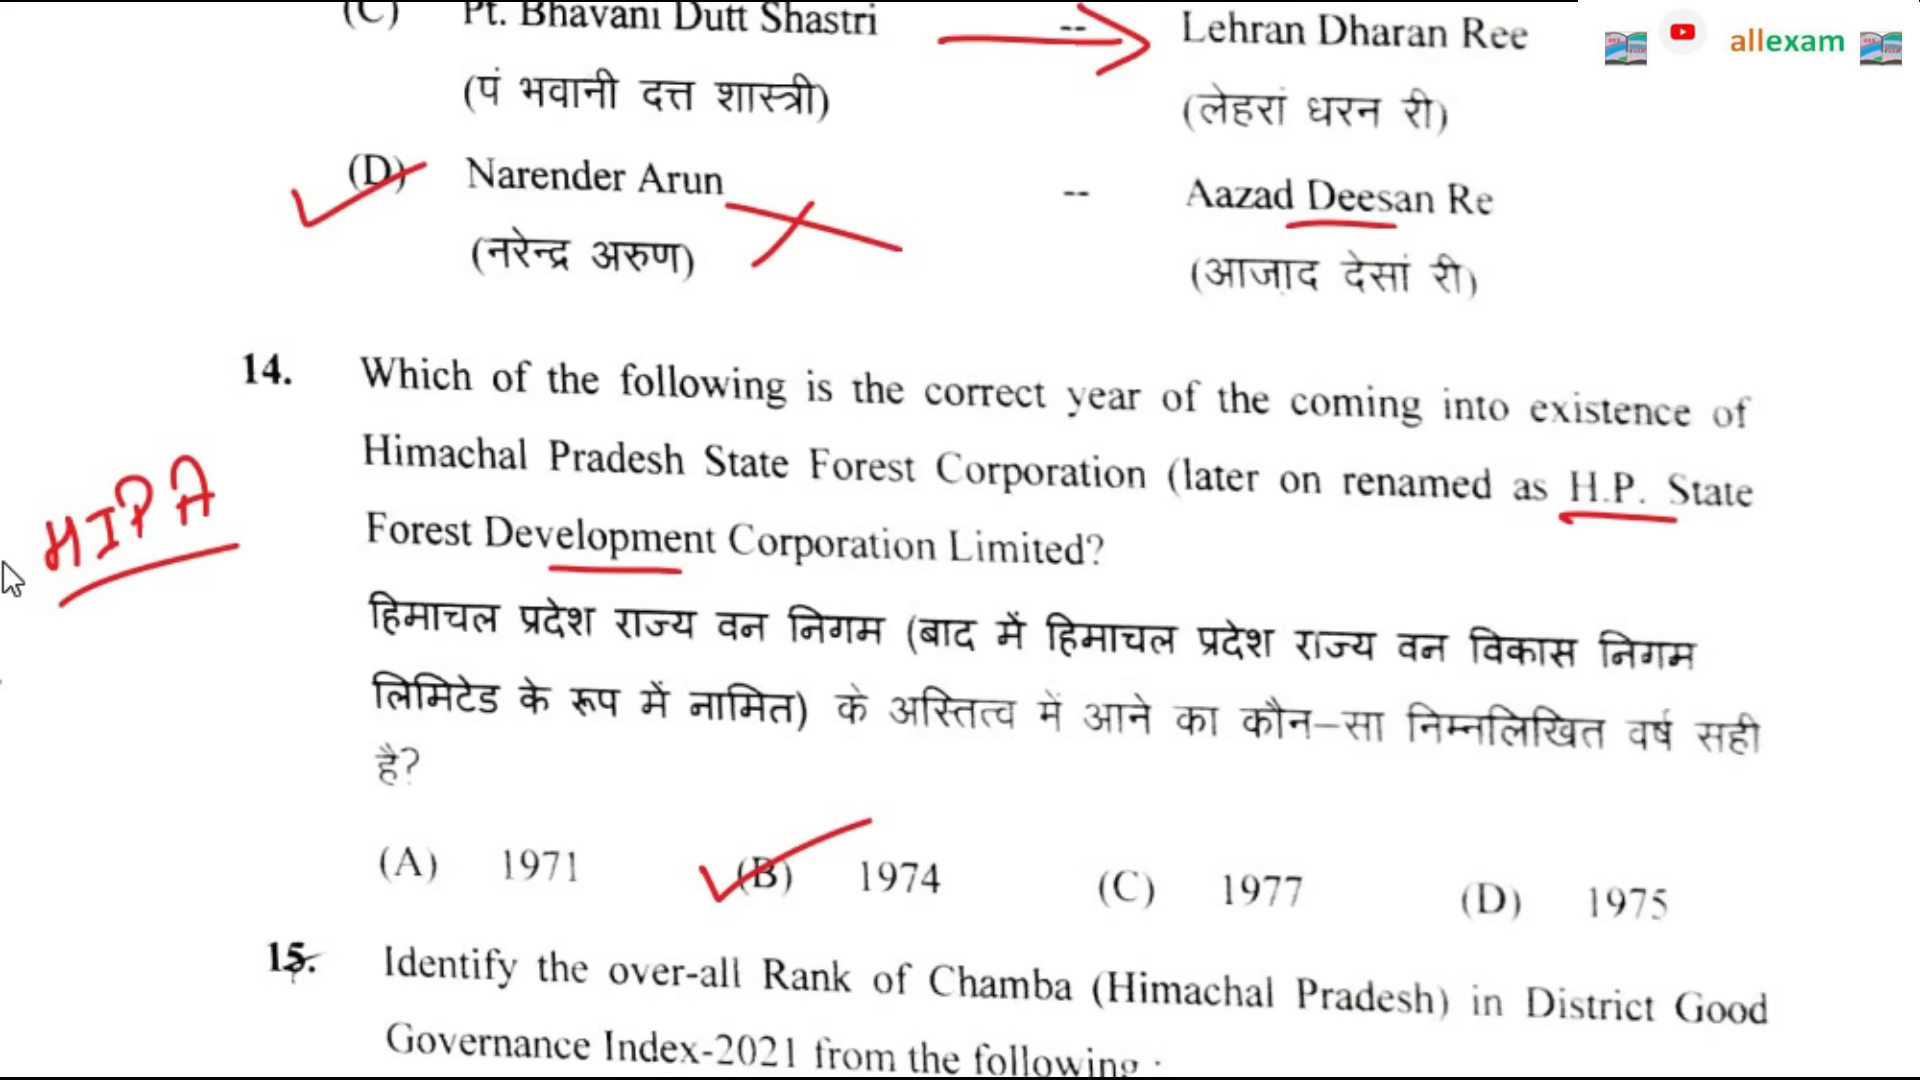 (C) Pt. Bhavani Dutt Shastri -- Lehran Dharan Ree
allexam
(पं भवानी दत्त शास्त्री) (लेहरां धरन री)
(D) Narender Arun -- Aazad Deesan Re
(नरेन्द्र अरुण) (आजाद देसां री)
14. Which of the following is the correct year of the coming into existence of
Himachal Pradesh State Forest Corporation (later on renamed as H.P. State
Forest Development Corporation Limited?
HIPA
हिमाचल प्रदेश राज्य वन निगम (बाद में हिमाचल प्रदेश राज्य वन विकास निगम
लिमिटेड के रूप में नामित) के अस्तित्व में आने का कौन–सा निम्नलिखित वर्ष सही
है?
(A) 1971 (B) 1974 (C) 1977 (D) 1975
15. Identify the over-all Rank of Chamba (Himachal Pradesh) in District Good
Governance Index-2021 from the following :